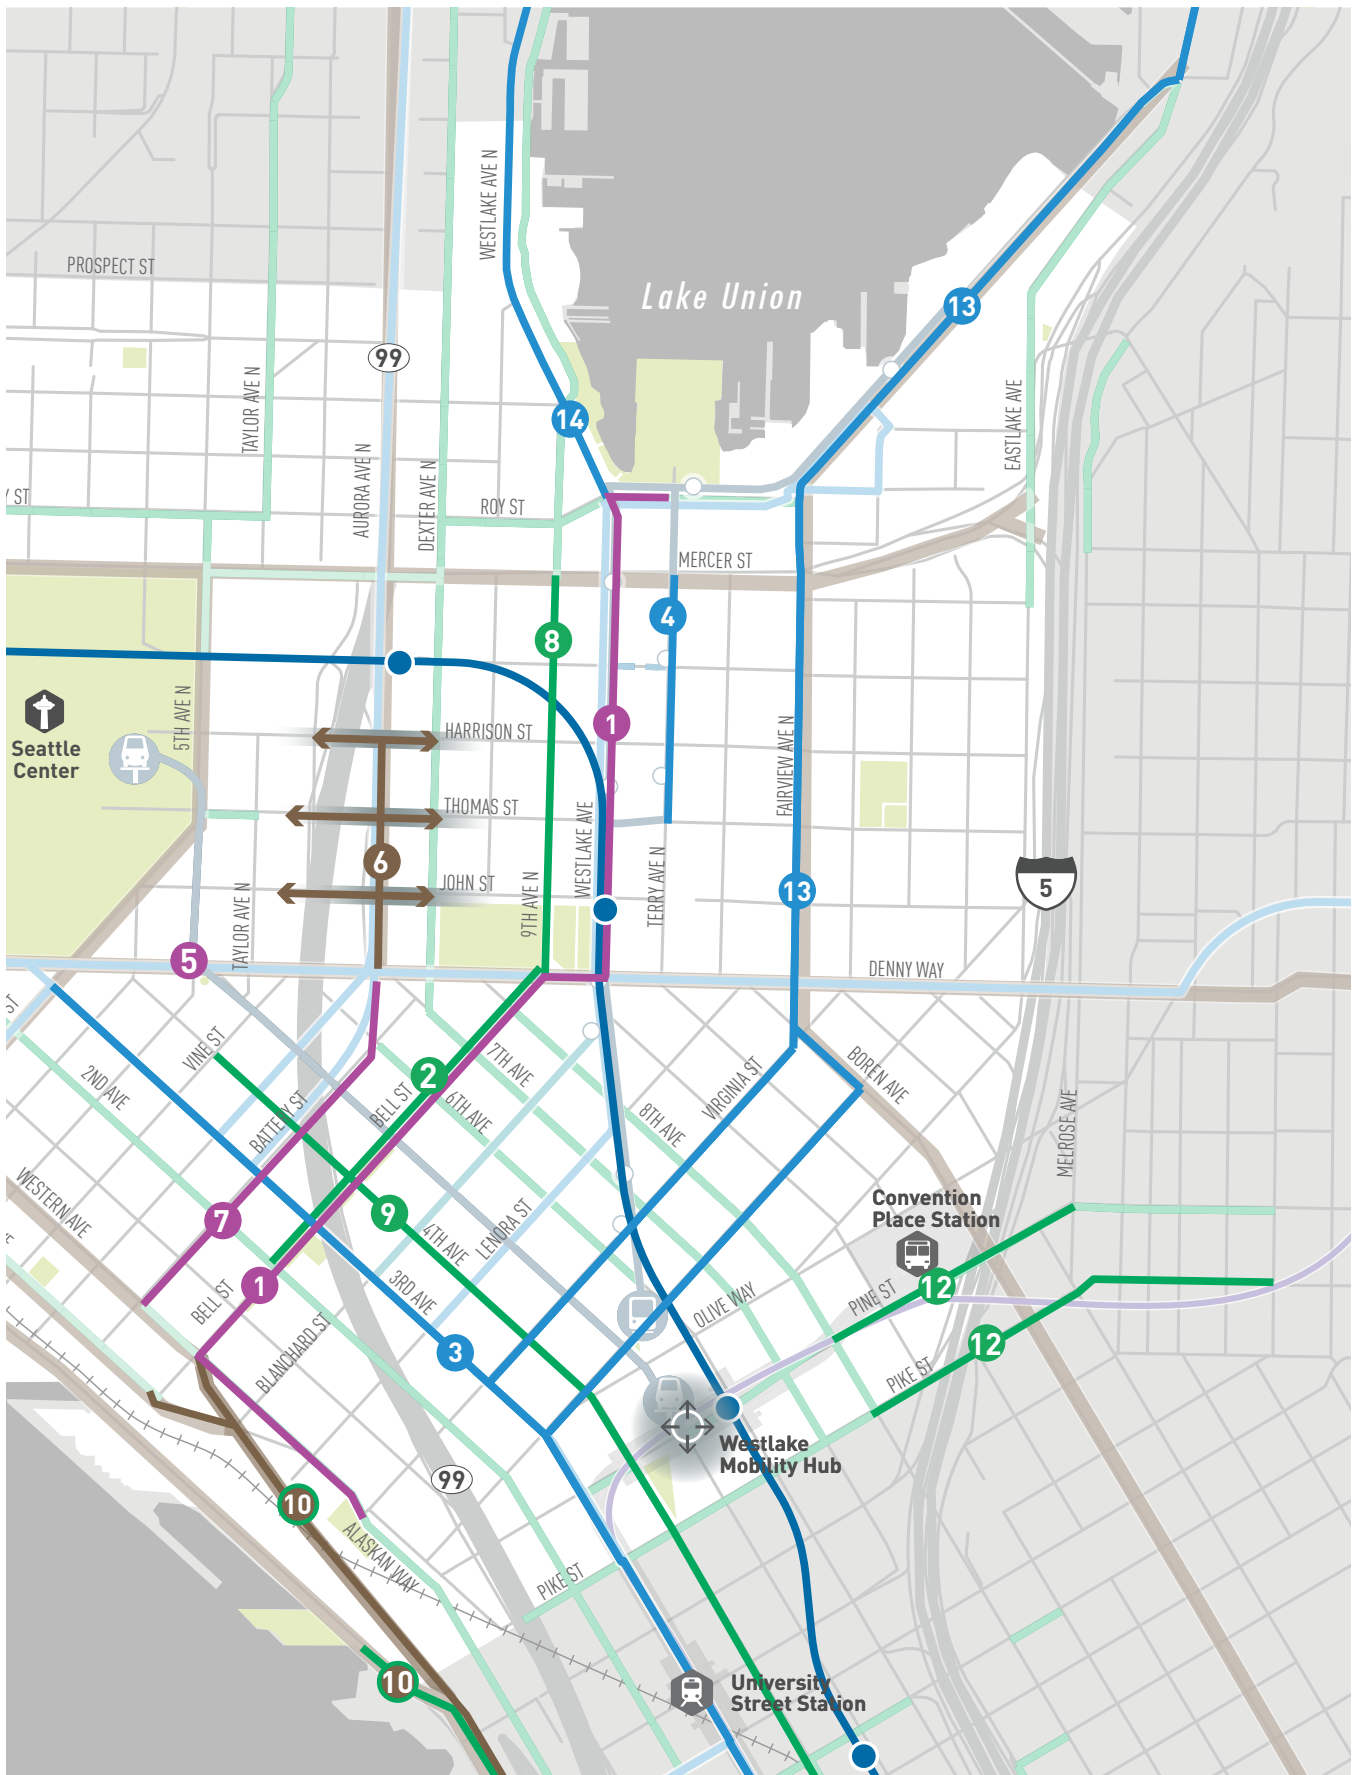 WESTLAKE AVE N
PROSPECT ST
Lake Union
13
99
TAYLOR AVE N
14
EASTLAKE AVE
AURORA AVE N
DEXTER AVE N
Y ST
ROY ST
MERCER ST
4
8
5TH AVE N
Seattle
Center
1
HARRISON ST
FAIRVIEW AVE N
THOMAS ST
WESTLAKE AVE
6
JOHN ST
9TH AVE N
TERRY AVE N
13
5
TAYLOR AVE N
5
DENNY WAY
ST
VINE ST
2ND AVE
2
7TH AVE
BELL ST
6TH AVE
BATTERY ST
8TH AVE
VIRGINIA ST
BOREN AVE
MELROSE AVE
WESTERN AVE
7
9
4TH AVE
LENORA ST
Convention
Place Station
1
BELL ST
3RD AVE
12
PINE ST
OLIVE WAY
BLANCHARD ST
3
12
PIKE ST
Westlake
Mobility Hub
99
10
ALASKAN WAY
PIKE ST
10
University
Street Station